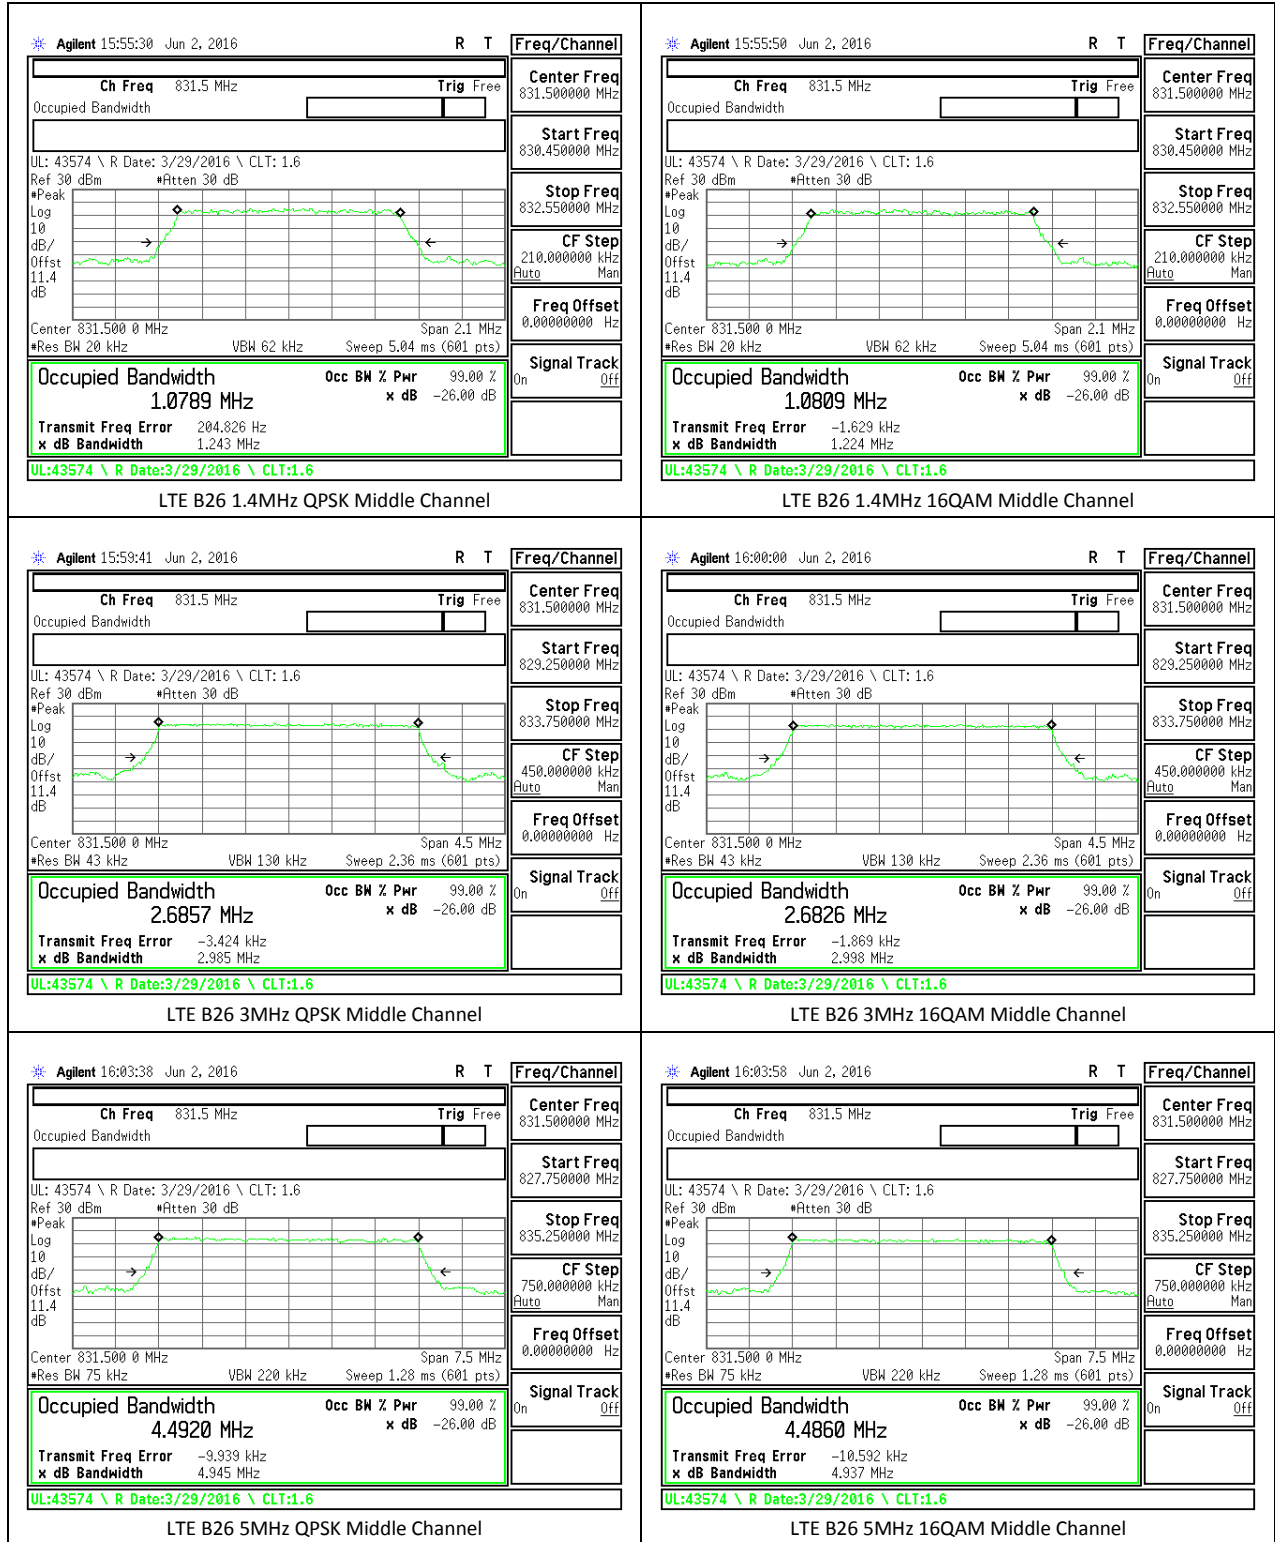 Agilent 15:55:30 Jun 2, 2016 R T Freq/Channel
Ch Freq 831.5 MHz Trig Free
Occupied Bandwidth
Center Freq
831.500000 MHz
Start Freq
830.450000 MHz
UL: 43574 \ R Date: 3/29/2016 \ CLT: 1.6
Ref 30 dBm #Atten 30 dB
#Peak
Log
10
dB/
Offst
11.4
dB
Stop Freq
832.550000 MHz
CF Step
210.000000 kHz
Auto Man
Freq Offset
0.00000000 Hz
Center 831.500 0 MHz Span 2.1 MHz
#Res BW 20 kHz VBW 62 kHz Sweep 5.04 ms (601 pts)
Signal Track
On Off
Occupied Bandwidth Occ BW % Pwr 99.00 %
1.0789 MHz x dB -26.00 dB
Transmit Freq Error 204.826 Hz
x dB Bandwidth 1.243 MHz
UL:43574 \ R Date:3/29/2016 \ CLT:1.6
LTE B26 1.4MHz QPSK Middle Channel
Agilent 15:55:50 Jun 2, 2016 R T Freq/Channel
Ch Freq 831.5 MHz Trig Free
Occupied Bandwidth
Center Freq
831.500000 MHz
Start Freq
830.450000 MHz
UL: 43574 \ R Date: 3/29/2016 \ CLT: 1.6
Ref 30 dBm #Atten 30 dB
#Peak
Log
10
dB/
Offst
11.4
dB
Stop Freq
832.550000 MHz
CF Step
210.000000 kHz
Auto Man
Freq Offset
0.00000000 Hz
Center 831.500 0 MHz Span 2.1 MHz
#Res BW 20 kHz VBW 62 kHz Sweep 5.04 ms (601 pts)
Signal Track
On Off
Occupied Bandwidth Occ BW % Pwr 99.00 %
1.0809 MHz x dB -26.00 dB
Transmit Freq Error -1.629 kHz
x dB Bandwidth 1.224 MHz
UL:43574 \ R Date:3/29/2016 \ CLT:1.6
LTE B26 1.4MHz 16QAM Middle Channel
Agilent 15:59:41 Jun 2, 2016 R T Freq/Channel
Ch Freq 831.5 MHz Trig Free
Occupied Bandwidth
Center Freq
831.500000 MHz
Start Freq
829.250000 MHz
UL: 43574 \ R Date: 3/29/2016 \ CLT: 1.6
Ref 30 dBm #Atten 30 dB
#Peak
Log
10
dB/
Offst
11.4
dB
Stop Freq
833.750000 MHz
CF Step
450.000000 kHz
Auto Man
Freq Offset
0.00000000 Hz
Center 831.500 0 MHz Span 4.5 MHz
#Res BW 43 kHz VBW 130 kHz Sweep 2.36 ms (601 pts)
Signal Track
On Off
Occupied Bandwidth Occ BW % Pwr 99.00 %
2.6857 MHz x dB -26.00 dB
Transmit Freq Error -3.424 kHz
x dB Bandwidth 2.985 MHz
UL:43574 \ R Date:3/29/2016 \ CLT:1.6
LTE B26 3MHz QPSK Middle Channel
Agilent 16:00:00 Jun 2, 2016 R T Freq/Channel
Ch Freq 831.5 MHz Trig Free
Occupied Bandwidth
Center Freq
831.500000 MHz
Start Freq
829.250000 MHz
UL: 43574 \ R Date: 3/29/2016 \ CLT: 1.6
Ref 30 dBm #Atten 30 dB
#Peak
Log
10
dB/
Offst
11.4
dB
Stop Freq
833.750000 MHz
CF Step
450.000000 kHz
Auto Man
Freq Offset
0.00000000 Hz
Center 831.500 0 MHz Span 4.5 MHz
#Res BW 43 kHz VBW 130 kHz Sweep 2.36 ms (601 pts)
Signal Track
On Off
Occupied Bandwidth Occ BW % Pwr 99.00 %
2.6826 MHz x dB -26.00 dB
Transmit Freq Error -1.869 kHz
x dB Bandwidth 2.998 MHz
UL:43574 \ R Date:3/29/2016 \ CLT:1.6
LTE B26 3MHz 16QAM Middle Channel
Agilent 16:03:38 Jun 2, 2016 R T Freq/Channel
Ch Freq 831.5 MHz Trig Free
Occupied Bandwidth
Center Freq
831.500000 MHz
Start Freq
827.750000 MHz
UL: 43574 \ R Date: 3/29/2016 \ CLT: 1.6
Ref 30 dBm #Atten 30 dB
#Peak
Log
10
dB/
Offst
11.4
dB
Stop Freq
835.250000 MHz
CF Step
750.000000 kHz
Auto Man
Freq Offset
0.00000000 Hz
Center 831.500 0 MHz Span 7.5 MHz
#Res BW 75 kHz VBW 220 kHz Sweep 1.28 ms (601 pts)
Signal Track
On Off
Occupied Bandwidth Occ BW % Pwr 99.00 %
4.4920 MHz x dB -26.00 dB
Transmit Freq Error -9.939 kHz
x dB Bandwidth 4.945 MHz
UL:43574 \ R Date:3/29/2016 \ CLT:1.6
LTE B26 5MHz QPSK Middle Channel
Agilent 16:03:58 Jun 2, 2016 R T Freq/Channel
Ch Freq 831.5 MHz Trig Free
Occupied Bandwidth
Center Freq
831.500000 MHz
Start Freq
827.750000 MHz
UL: 43574 \ R Date: 3/29/2016 \ CLT: 1.6
Ref 30 dBm #Atten 30 dB
#Peak
Log
10
dB/
Offst
11.4
dB
Stop Freq
835.250000 MHz
CF Step
750.000000 kHz
Auto Man
Freq Offset
0.00000000 Hz
Center 831.500 0 MHz Span 7.5 MHz
#Res BW 75 kHz VBW 220 kHz Sweep 1.28 ms (601 pts)
Signal Track
On Off
Occupied Bandwidth Occ BW % Pwr 99.00 %
4.4860 MHz x dB -26.00 dB
Transmit Freq Error -10.592 kHz
x dB Bandwidth 4.937 MHz
UL:43574 \ R Date:3/29/2016 \ CLT:1.6
LTE B26 5MHz 16QAM Middle Channel